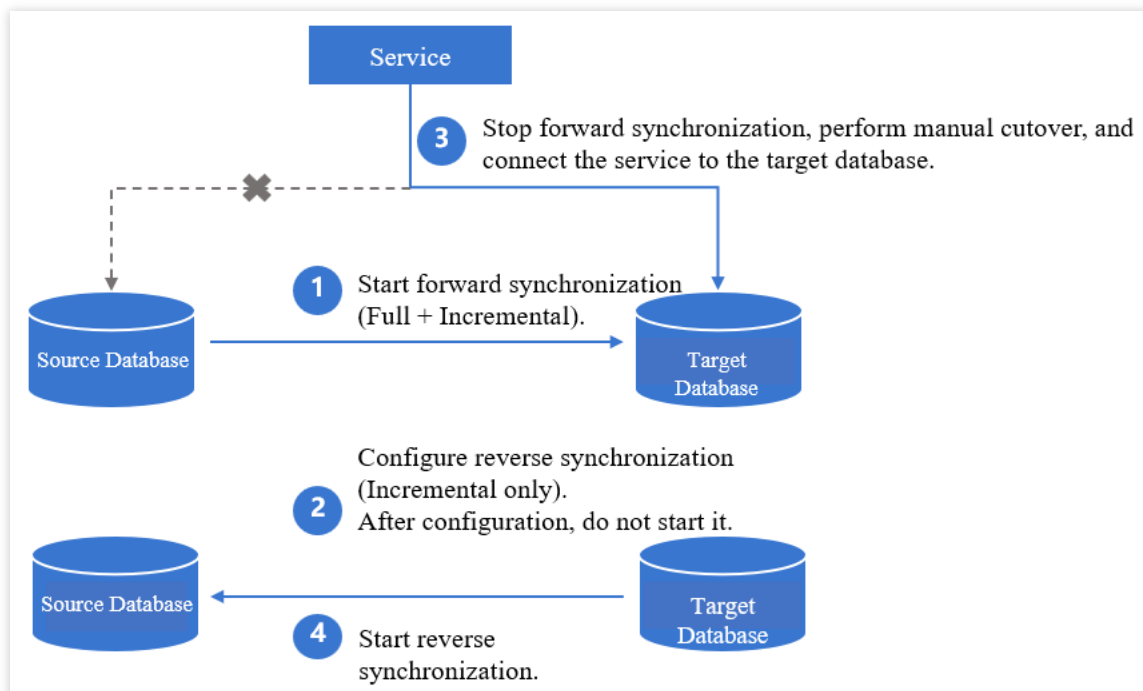 Service
3
Stop forward synchronization, perform manual cutover, and
connect the service to the target database.
1
Start forward synchronization
(Full + Incremental).
Source Database
Target
Database
Configure reverse synchronization
(Incremental only).
2
After configuration, do not start it.
Source Database
Target
Database
4
Start reverse
synchronization.